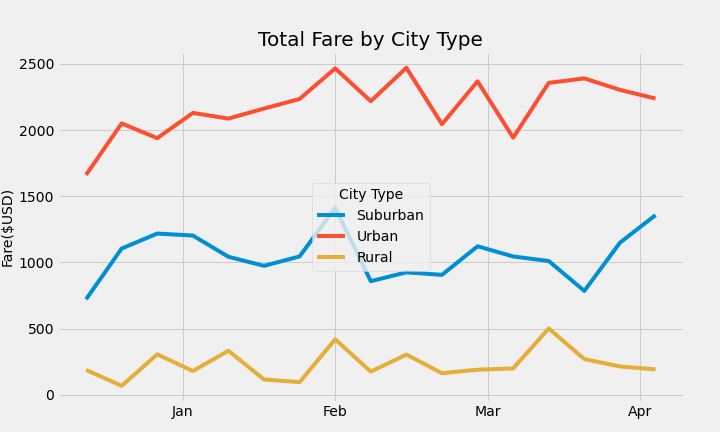 Total Fare by City Type
Fare($USD)
2500
2000
1500
1000
500
0
City Type
Suburban
Urban
Rural
Jan
Feb
Mar
Apr